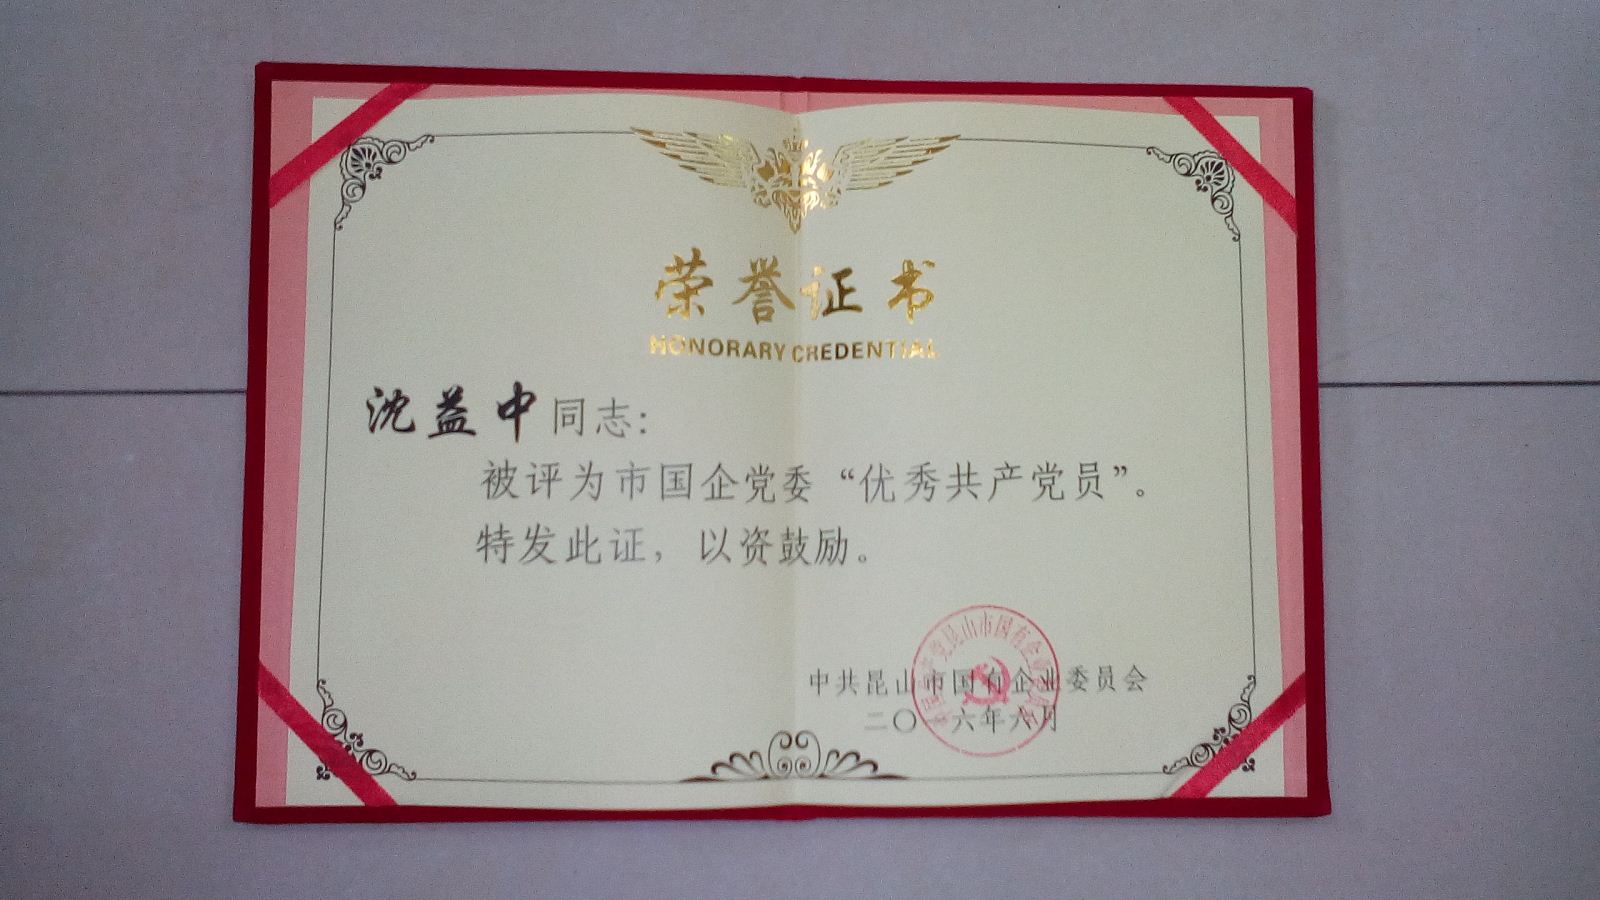 荣誉证书
HONORARY CREDENTIAL
沈益中同志：
被评为市国企党委“优秀共产党员”。
特发此证，以资鼓励。
中共昆山市国有企业委员会
二〇一六年六月